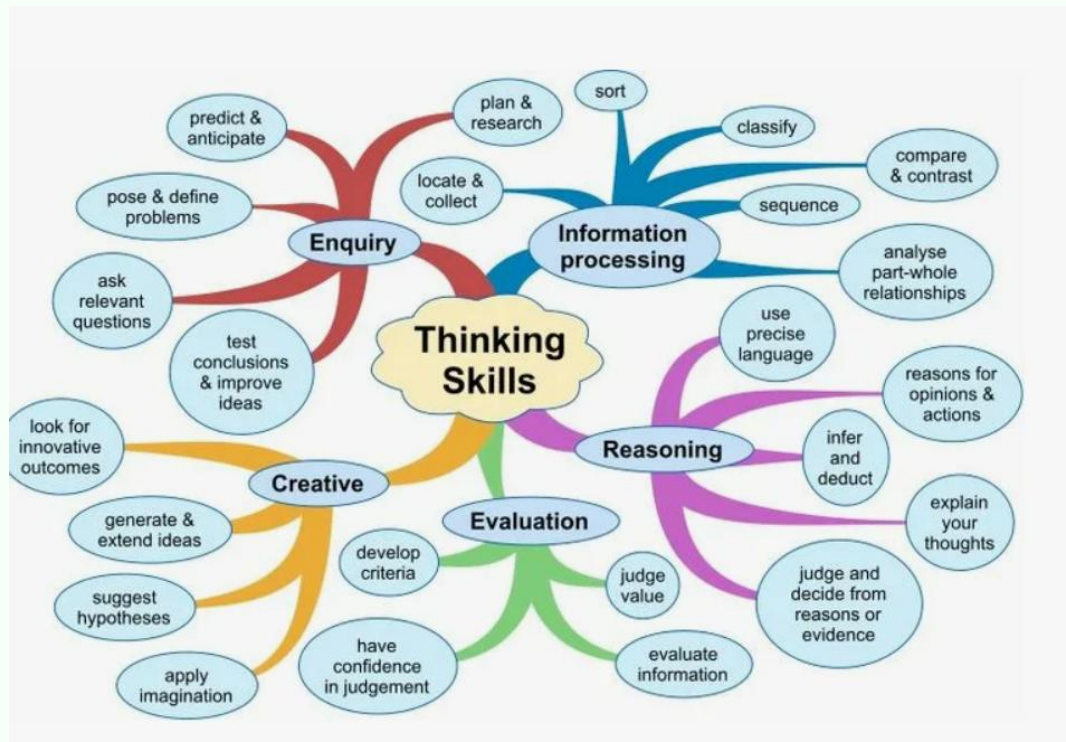 Thinking
Skills
Enquiry
predict &
anticipate
plan &
research
pose & define
problems
ask
relevant
questions
test
conclusions
& improve
ideas
Information
processing
locate &
collect
sort
classify
compare
& contrast
sequence
analyse
part-whole
relationships
Reasoning
use
precise
language
reasons for
opinions &
actions
infer
and
deduct
explain
your
thoughts
judge and
decide from
reasons or
evidence
Evaluation
develop
criteria
have
confidence
in judgement
judge
value
evaluate
information
Creative
look for
innovative
outcomes
generate &
extend ideas
suggest
hypotheses
apply
imagination